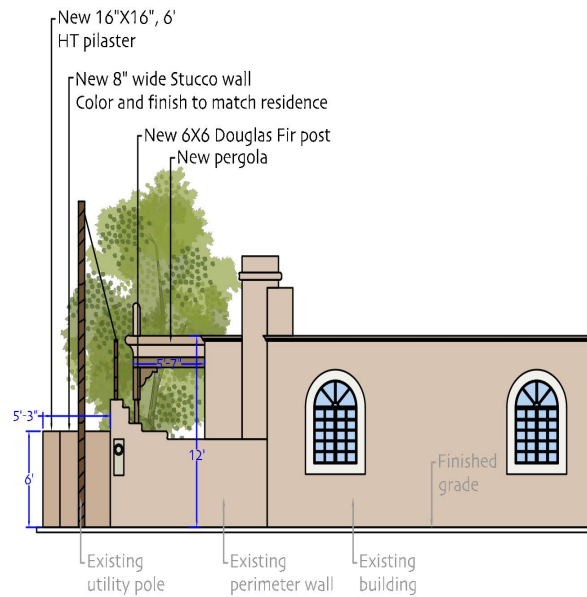 New 16"X16", 6'
HT pilaster
New 8" wide Stucco wall
Color and finish to match residence
New 6X6 Douglas Fir post
New pergola
5'-7"
5'-3"
12'
6'
Finished
grade
Existing
utility pole
Existing
perimeter wall
Existing
building